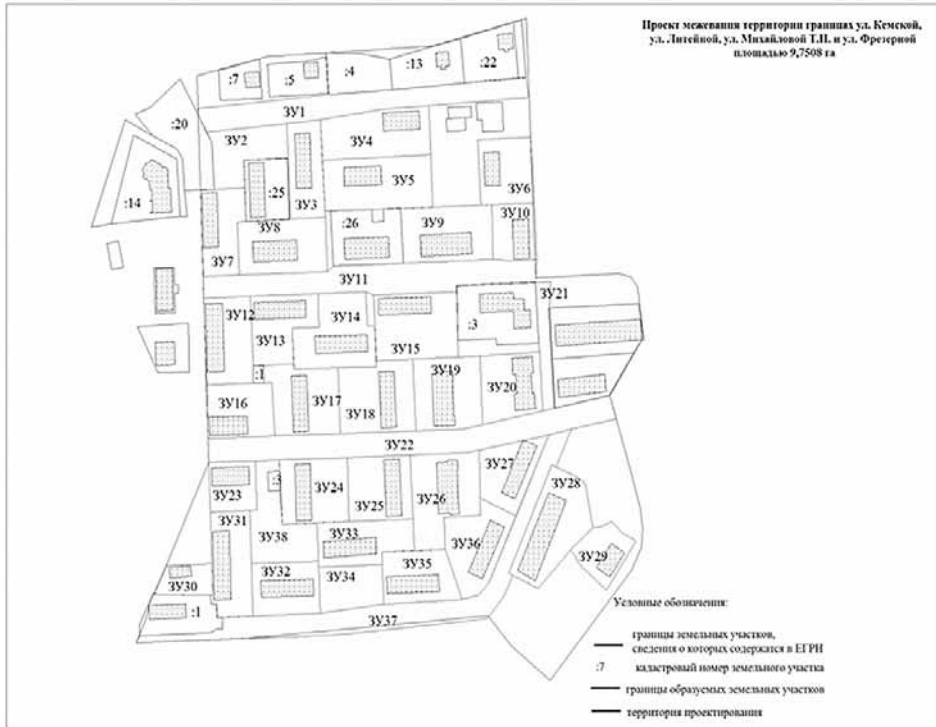 Проект межевания территории границах ул. Кемской,
ул. Литейной, ул. Михайловой Т.П. и ул. Фрезерной
площадью 9,7508 га
:7
:5
:4
:13
:22
:20
ЗУ1
ЗУ2
ЗУ4
ЗУ5
ЗУ6
:25
ЗУ3
:14
ЗУ8
:26
ЗУ9
ЗУ10
ЗУ7
ЗУ11
ЗУ21
ЗУ12
ЗУ13
ЗУ14
ЗУ15
:3
:1
ЗУ16
ЗУ17
ЗУ18
ЗУ19
ЗУ20
ЗУ22
ЗУ23
:3
ЗУ24
ЗУ25
ЗУ26
ЗУ27
ЗУ28
ЗУ31
ЗУ38
ЗУ33
ЗУ36
ЗУ29
ЗУ30
ЗУ32
ЗУ34
ЗУ35
:1
ЗУ37
Условные обозначения:
границы земельных участков,
сведения о которых содержатся в ЕГРН
:7 кадастровый номер земельного участка
границы образуемых земельных участков
территория проектирования